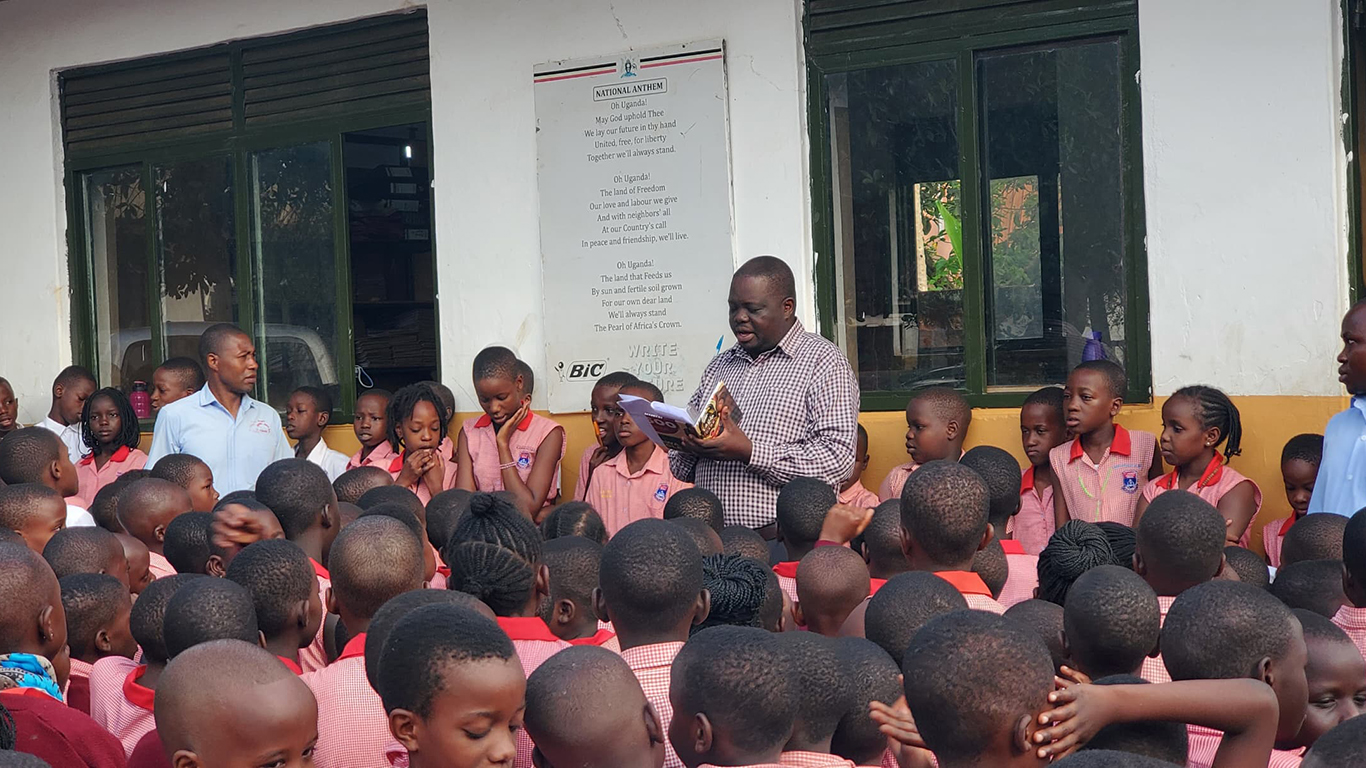 NATIONAL ANTHEM
Oh Uganda!
May God uphold Thee
We lay our future in thy hand
United, free, for liberty
Together we'll always stand.
Oh Uganda!
The land of Freedom
Our love and labour we give
And with neighbors' all
At our Country's call
In peace and friendship, we'll live.
Oh Uganda!
The land that Feeds us
By sun and fertile soil grown
For our own dear land
We'll always stand
The Pearl of Africa's Crown.
BIC
WRITE
YOUR